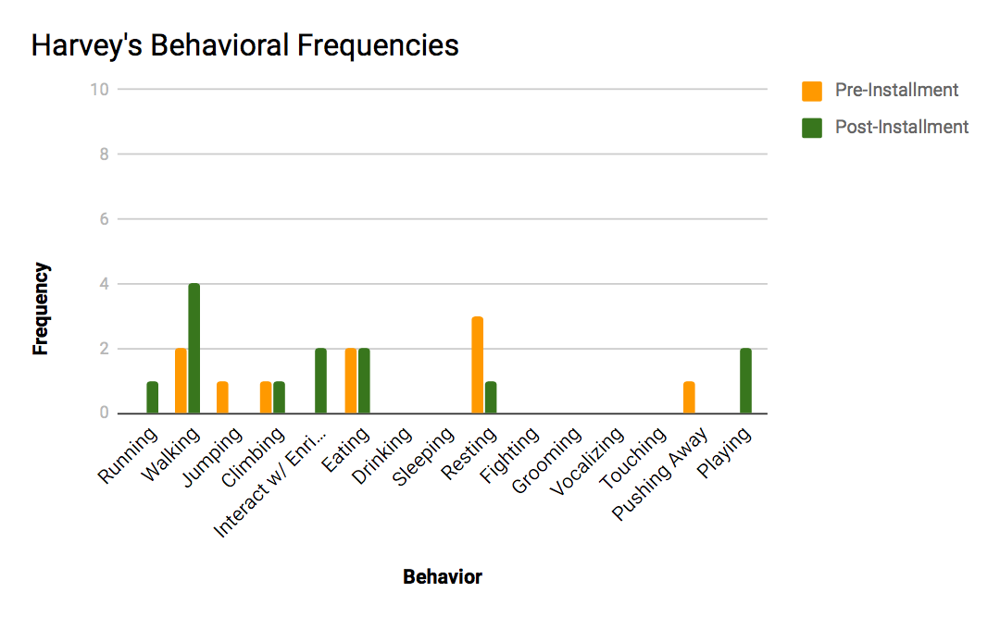 Harvey's Behavioral Frequencies
Pre-Installment
Post-Installment
10
8
6
4
2
0
Frequency
Running
Walking
Jumping
Climbing
Interact w/ Enri...
Eating
Drinking
Sleeping
Resting
Fighting
Grooming
Vocalizing
Touching
Pushing Away
Playing
Behavior